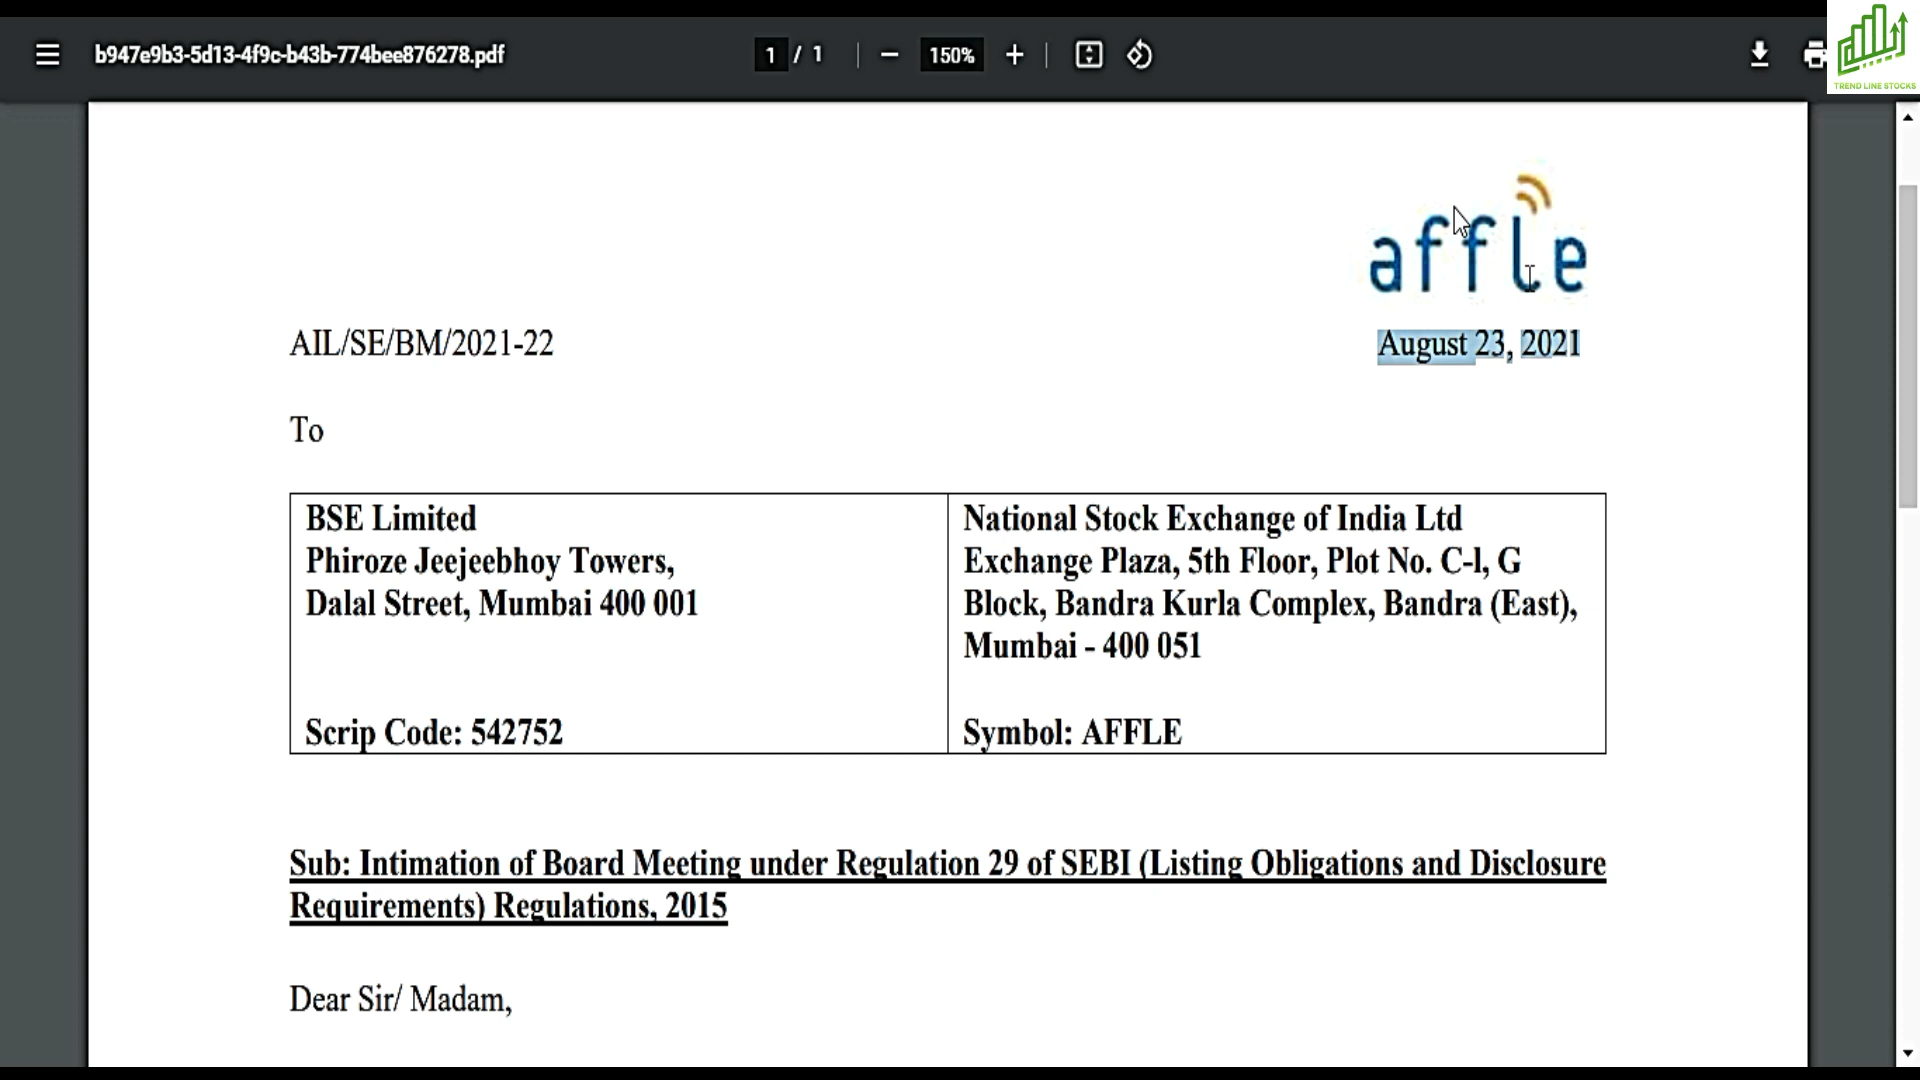 b947e9b3-5d13-4f9c-b43b-774bee876278.pdf
1 / 1
150%
TREND LINE STOCKS
affle
AIL/SE/BM/2021-22
August 23, 2021
To
BSE Limited
Phiroze Jeejeebhoy Towers,
Dalal Street, Mumbai 400 001
Scrip Code: 542752
National Stock Exchange of India Ltd
Exchange Plaza, 5th Floor, Plot No. C-l, G
Block, Bandra Kurla Complex, Bandra (East),
Mumbai - 400 051
Symbol: AFFLE
Sub: Intimation of Board Meeting under Regulation 29 of SEBI (Listing Obligations and Disclosure
Requirements) Regulations, 2015
Dear Sir/ Madam,